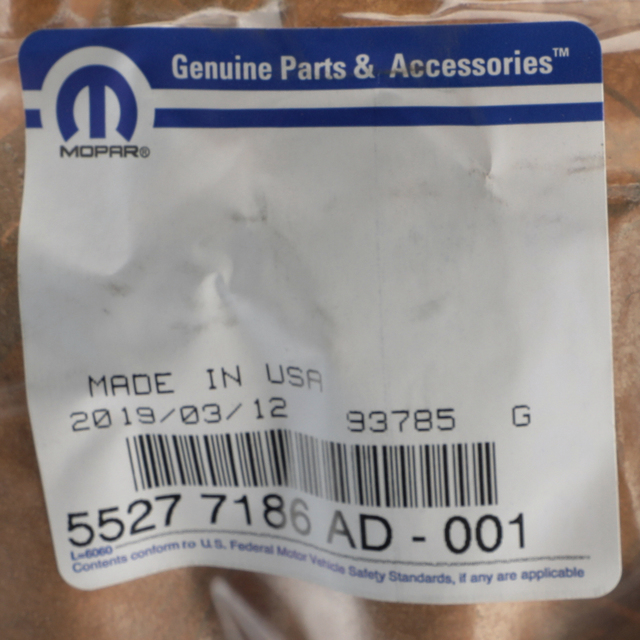 Genuine Parts & Accessories™
MOPAR®
MADE IN USA
2019/03/12 93785 G
5527 7186 AD - 001
L=6060
Contents conform to U.S. Federal Motor Vehicle Safety Standards, if any are applicable